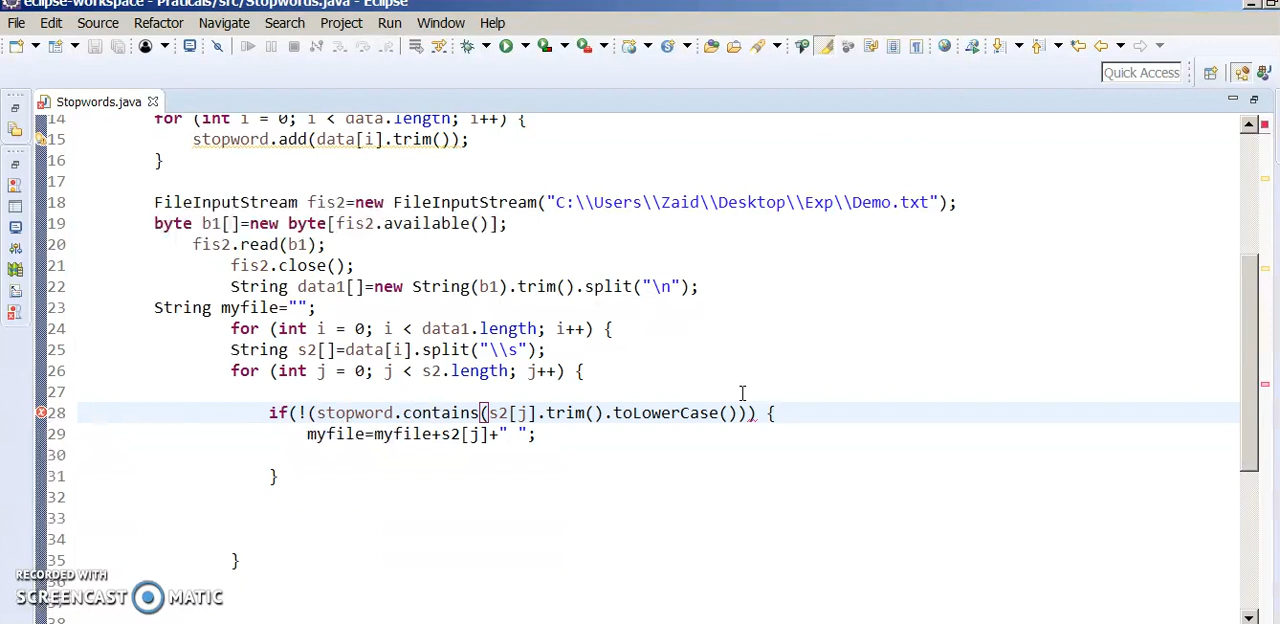 eclipse-workspace - Praticals/src/Stopwords.java - Eclipse
File Edit Source Refactor Navigate Search Project Run Window Help
Quick Access
Stopwords.java
14 for (int i = 0; i < data.length; i++) {
15 stopword.add(data[i].trim());
16 }
17
18 FileInputStream fis2=new FileInputStream("C:\\Users\\Zaid\\Desktop\\Exp\\Demo.txt");
19 byte b1[]=new byte[fis2.available()];
20 fis2.read(b1);
21 fis2.close();
22 String data1[]=new String(b1).trim().split("\n");
23 String myfile="";
24 for (int i = 0; i < data1.length; i++) {
25 String s2[]=data[i].split("\\s");
26 for (int j = 0; j < s2.length; j++) {
27
28 if(!(stopword.contains(s2[j].trim().toLowerCase())) {
29 myfile=myfile+s2[j]+" ";
30
31 }
32
33
34
35 }
36
RECORDED WITH
SCREENCAST MATIC
38